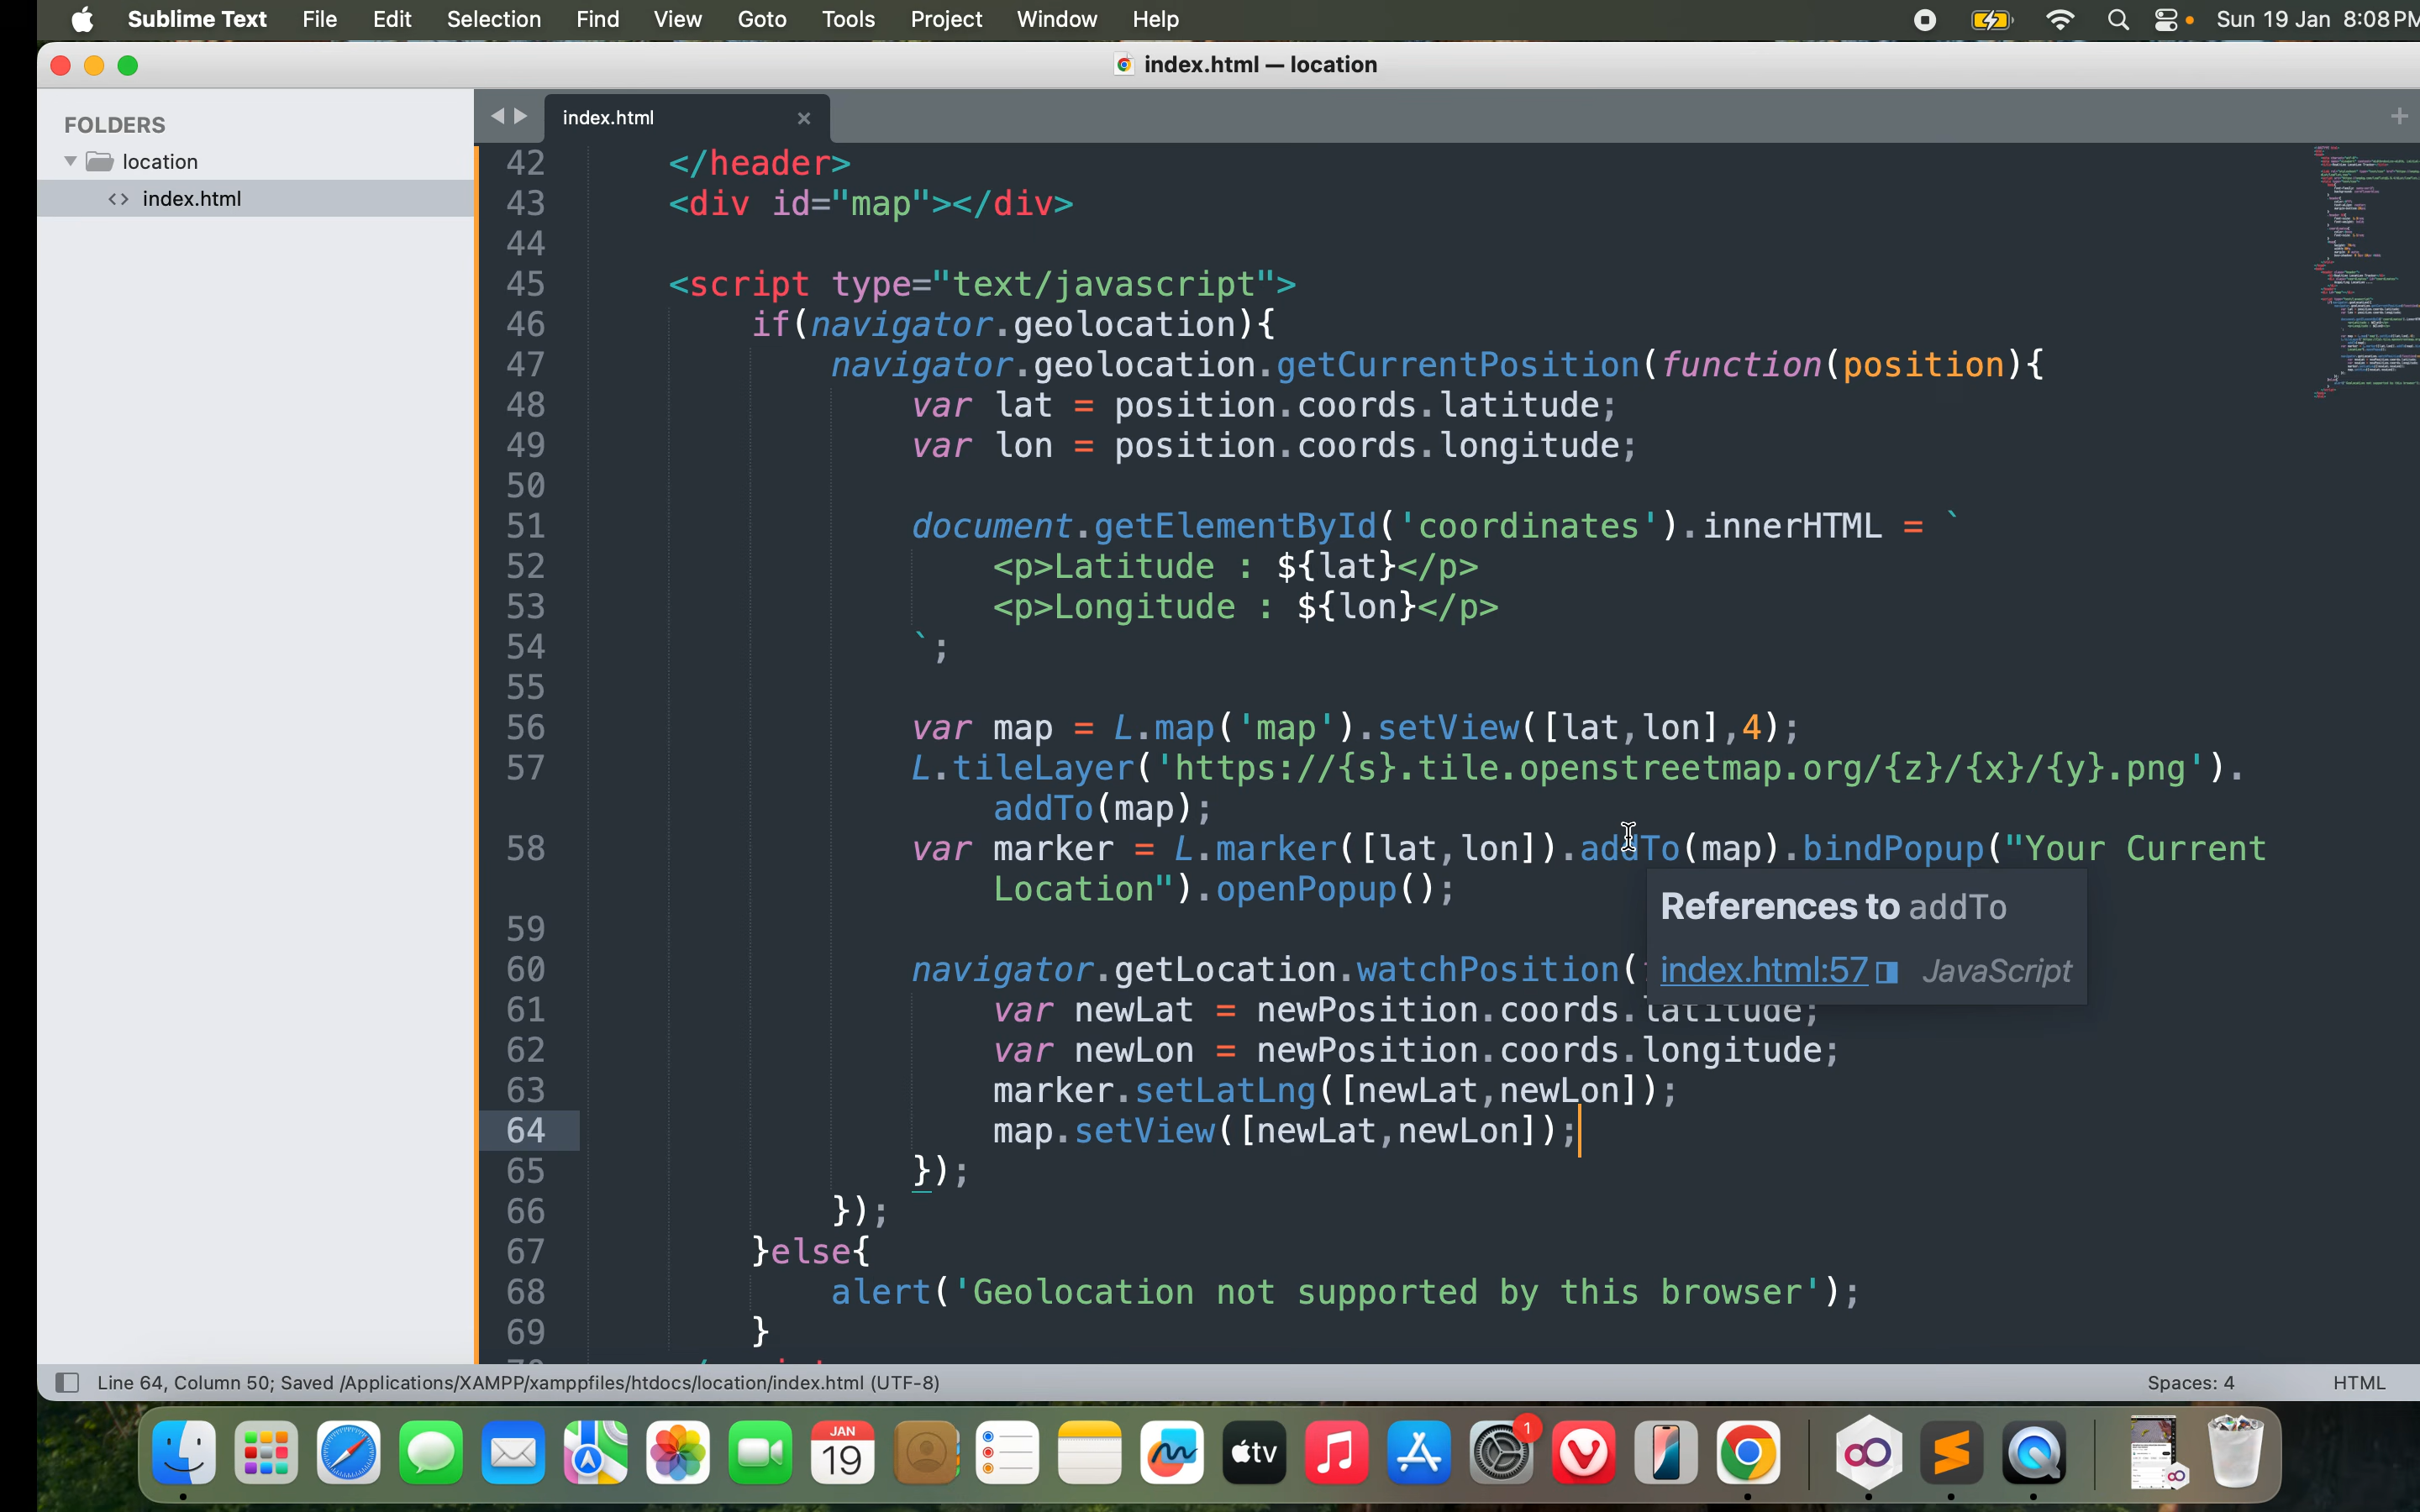 Sublime Text File Edit Selection Find View Goto Tools Project Window Help Sun 19 Jan 8:08PM
index.html — location
FOLDERS
location
<> index.html
index.html
42 </header>
43 <div id="map"></div>
44
45 <script type="text/javascript">
46 if(navigator.geolocation){
47 navigator.geolocation.getCurrentPosition(function(position){
48 var lat = position.coords.latitude;
49 var lon = position.coords.longitude;
50
51 document.getElementById('coordinates').innerHTML = `
52 <p>Latitude : ${lat}</p>
53 <p>Longitude : ${lon}</p>
54 `;
55
56 var map = L.map('map').setView([lat,lon],4);
57 L.tileLayer('https://{s}.tile.openstreetmap.org/{z}/{x}/{y}.png').
addTo(map);
58 var marker = L.marker([lat,lon]).addTo(map).bindPopup("Your Current
Location").openPopup();
References to addTo
59
60 navigator.getLocation.watchPosition(
index.html:57 JavaScript
61 var newLat = newPosition.coords.latitude;
62 var newLon = newPosition.coords.longitude;
63 marker.setLatLng([newLat,newLon]);
64 map.setView([newLat,newLon]);
65 });
66 });
67 }else{
68 alert('Geolocation not supported by this browser');
69 }
Line 64, Column 50; Saved /Applications/XAMPP/xamppfiles/htdocs/location/index.html (UTF-8) Spaces: 4 HTML
JAN
19
tv
1